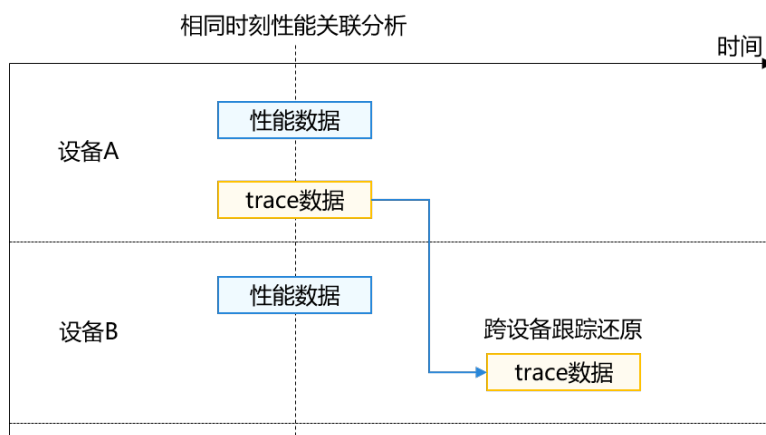 相同时刻性能关联分析
时间
性能数据
设备A
trace数据
性能数据
设备B
跨设备跟踪还原
trace数据